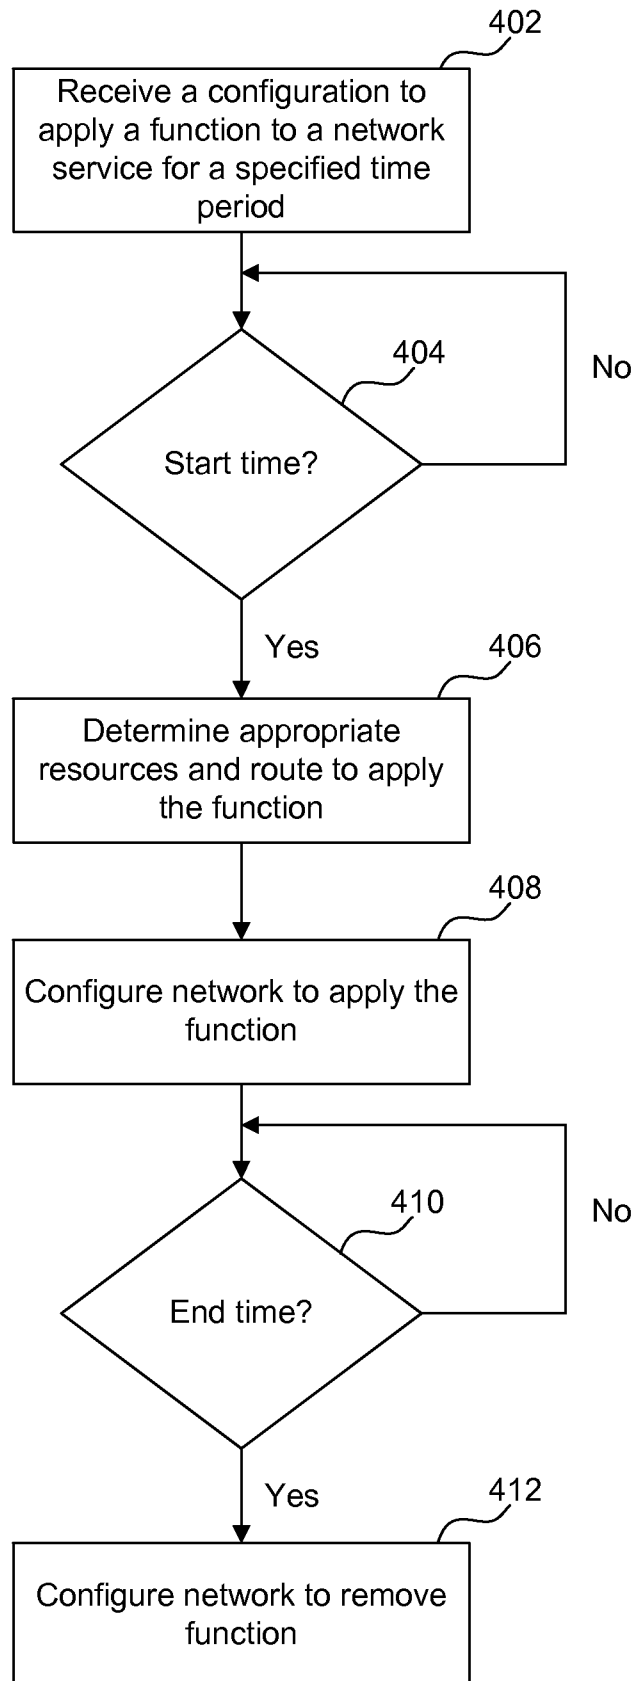 402
Receive a configuration to
apply a function to a network
service for a specified time
period
404
No
Start time?
Yes
406
Determine appropriate
resources and route to apply
the function
408
Configure network to apply the
function
410
No
End time?
Yes
412
Configure network to remove
function